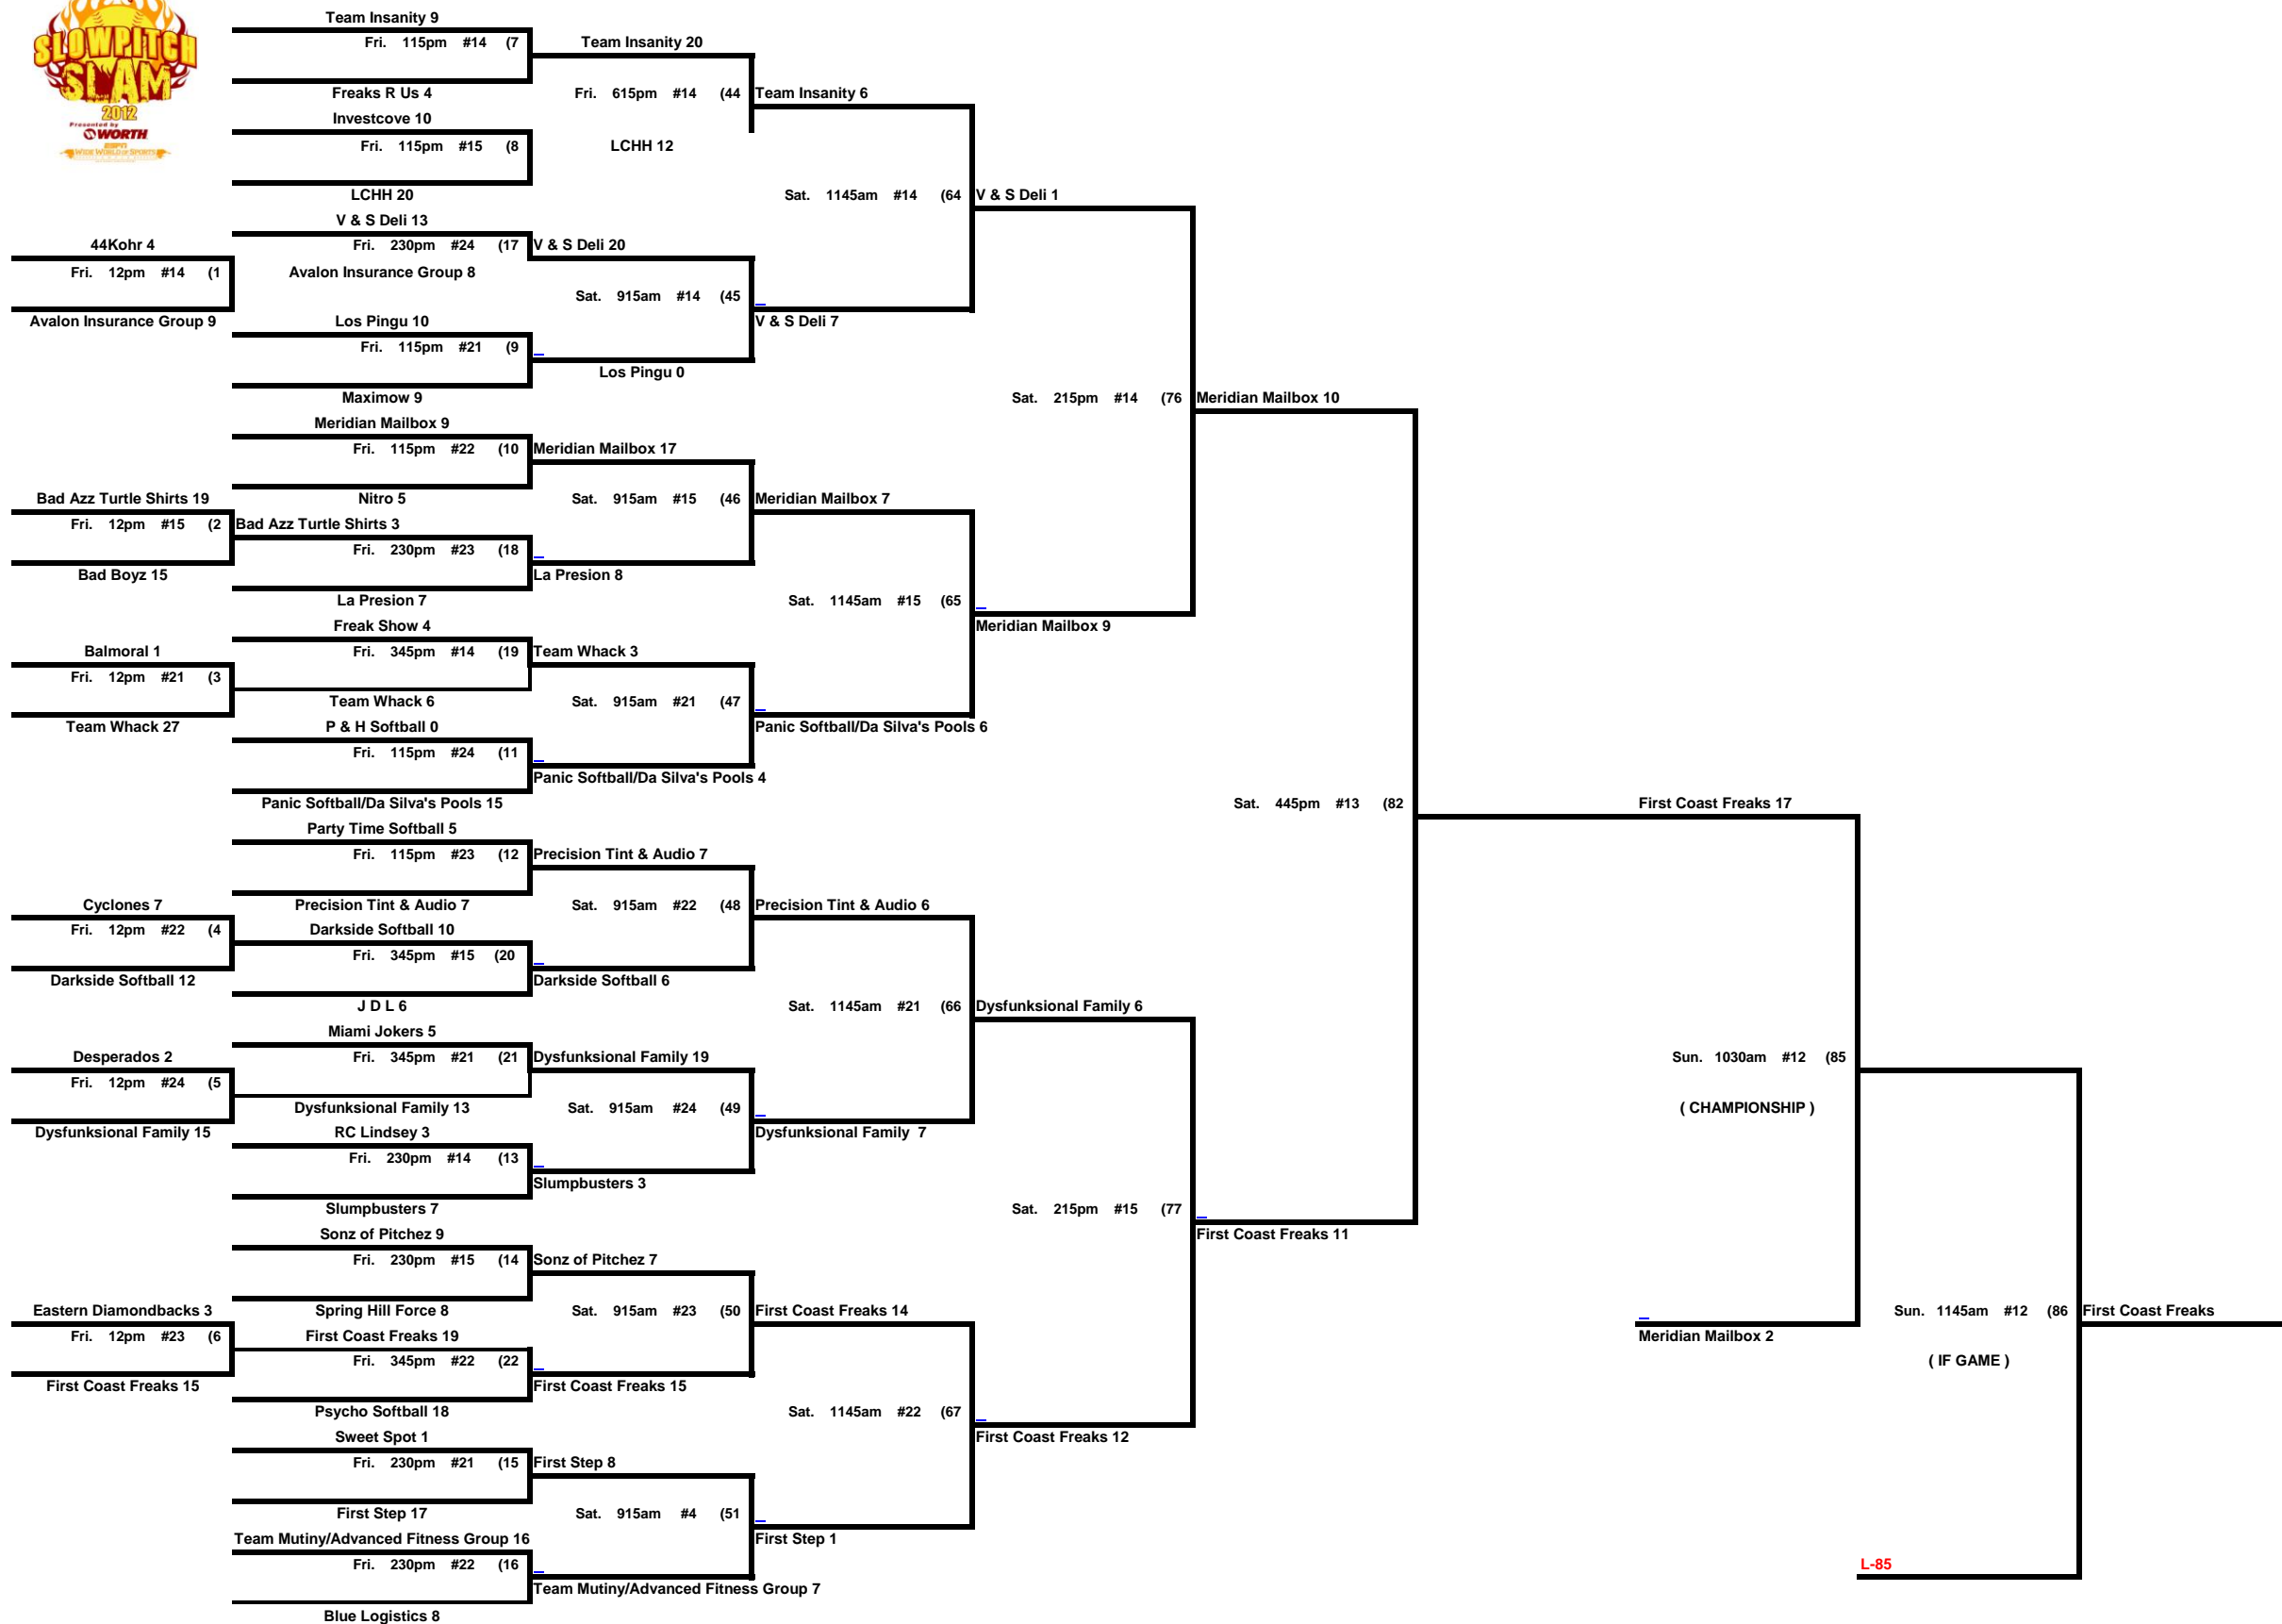 SLOWPITCH
SLAM
2012
Presented by
WORTH
ESPN
WIDE WORLD OF SPORTS
Team Insanity 9
Fri. 115pm #14 (7
Team Insanity 20
Freaks R Us 4
Fri. 615pm #14 (44
Team Insanity 6
Investcove 10
Fri. 115pm #15 (8
LCHH 12
LCHH 20
Sat. 1145am #14 (64
V & S Deli 1
V & S Deli 13
44Kohr 4
Fri. 230pm #24 (17
V & S Deli 20
Fri. 12pm #14 (1
Avalon Insurance Group 8
Sat. 915am #14 (45
Avalon Insurance Group 9
Los Pingu 10
V & S Deli 7
Fri. 115pm #21 (9
Los Pingu 0
Maximow 9
Sat. 215pm #14 (76
Meridian Mailbox 10
Meridian Mailbox 9
Fri. 115pm #22 (10
Meridian Mailbox 17
Bad Azz Turtle Shirts 19
Nitro 5
Sat. 915am #15 (46
Meridian Mailbox 7
Fri. 12pm #15 (2
Bad Azz Turtle Shirts 3
Fri. 230pm #23 (18
Bad Boyz 15
La Presion 8
La Presion 7
Sat. 1145am #15 (65
Freak Show 4
Meridian Mailbox 9
Balmoral 1
Fri. 345pm #14 (19
Team Whack 3
Fri. 12pm #21 (3
Team Whack 6
Sat. 915am #21 (47
Team Whack 27
P & H Softball 0
Panic Softball/Da Silva's Pools 6
Fri. 115pm #24 (11
Panic Softball/Da Silva's Pools 4
Panic Softball/Da Silva's Pools 15
Sat. 445pm #13 (82
First Coast Freaks 17
Party Time Softball 5
Fri. 115pm #23 (12
Precision Tint & Audio 7
Cyclones 7
Precision Tint & Audio 7
Sat. 915am #22 (48
Precision Tint & Audio 6
Fri. 12pm #22 (4
Darkside Softball 10
Fri. 345pm #15 (20
Darkside Softball 12
Darkside Softball 6
J D L 6
Sat. 1145am #21 (66
Dysfunksional Family 6
Miami Jokers 5
Desperados 2
Fri. 345pm #21 (21
Dysfunksional Family 19
Sun. 1030am #12 (85
Fri. 12pm #24 (5
Dysfunksional Family 13
Sat. 915am #24 (49
( CHAMPIONSHIP )
Dysfunksional Family 15
RC Lindsey 3
Dysfunksional Family 7
Fri. 230pm #14 (13
Slumpbusters 3
Slumpbusters 7
Sat. 215pm #15 (77
Sonz of Pitchez 9
First Coast Freaks 11
Fri. 230pm #15 (14
Sonz of Pitchez 7
Eastern Diamondbacks 3
Spring Hill Force 8
Sat. 915am #23 (50
First Coast Freaks 14
Sun. 1145am #12 (86
First Coast Freaks
Fri. 12pm #23 (6
First Coast Freaks 19
Meridian Mailbox 2
Fri. 345pm #22 (22
( IF GAME )
First Coast Freaks 15
First Coast Freaks 15
Psycho Softball 18
Sat. 1145am #22 (67
Sweet Spot 1
First Coast Freaks 12
Fri. 230pm #21 (15
First Step 8
First Step 17
Sat. 915am #4 (51
Team Mutiny/Advanced Fitness Group 16
First Step 1
Fri. 230pm #22 (16
L-85
Team Mutiny/Advanced Fitness Group 7
Blue Logistics 8